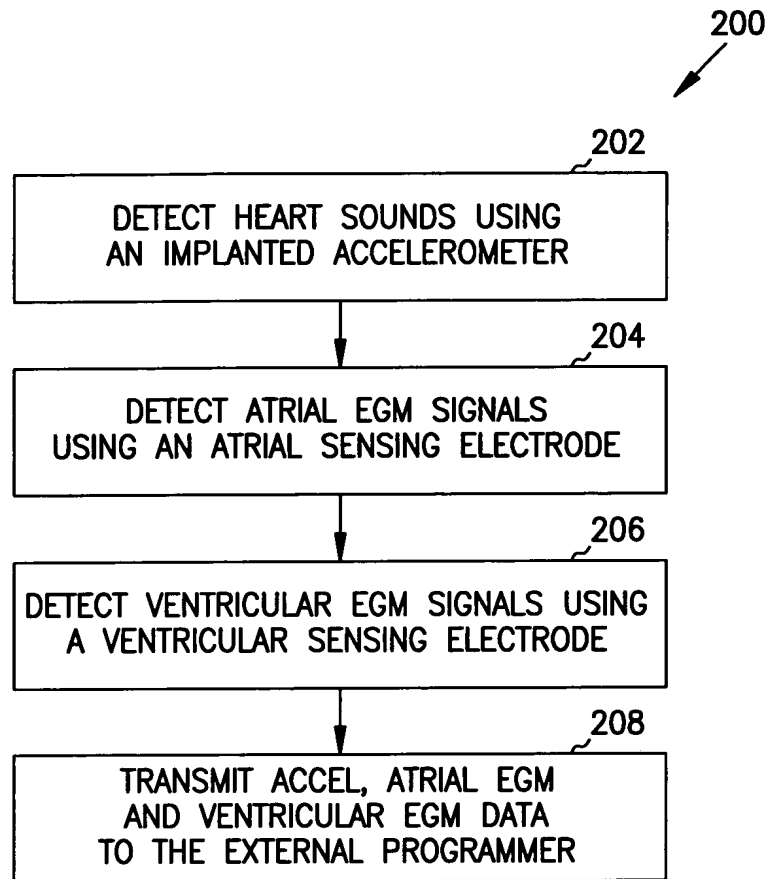 200
202
DETECT HEART SOUNDS USING
AN IMPLANTED ACCELEROMETER
204
DETECT ATRIAL EGM SIGNALS
USING AN ATRIAL SENSING ELECTRODE
206
DETECT VENTRICULAR EGM SIGNALS USING
A VENTRICULAR SENSING ELECTRODE
208
TRANSMIT ACCEL, ATRIAL EGM
AND VENTRICULAR EGM DATA
TO THE EXTERNAL PROGRAMMER